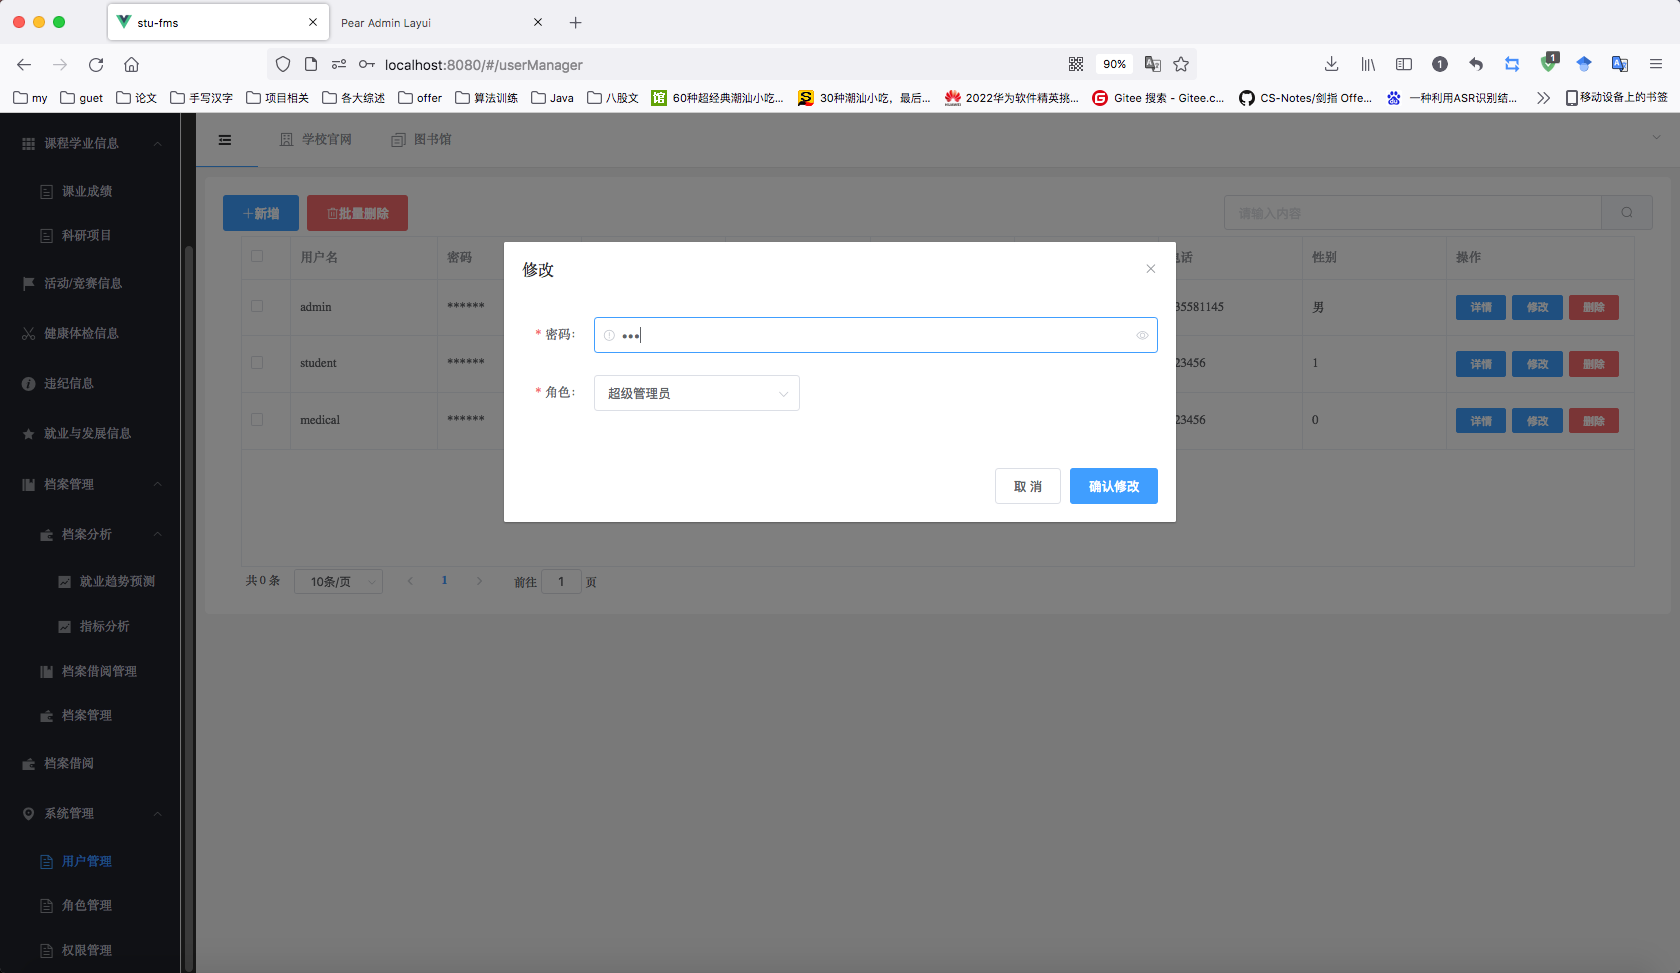 stu-fms
Pear Admin Layui
localhost:8080/#/userManager
90%
1
1
my
guet
论文
手写汉字
项目相关
各大综述
offer
算法训练
Java
八股文
馆
60种超经典潮汕小吃...
30种潮汕小吃，最后...
2022华为软件精英挑...
Gitee 搜索 - Gitee.c...
CS-Notes/剑指 Offe...
一种利用ASR识别结...
移动设备上的书签
课程学业信息
课业成绩
科研项目
活动/竞赛信息
健康体检信息
违纪信息
就业与发展信息
档案管理
档案分析
就业趋势预测
指标分析
档案借阅管理
档案管理
档案借阅
系统管理
用户管理
角色管理
权限管理
学校官网
图书馆
+新增
批量删除
请输入内容
用户名 密码 话 性别 操作
admin ****** 35581145 男 详情 修改 删除
student ****** 23456 1 详情 修改 删除
medical ****** 23456 0 详情 修改 删除
共 0 条 10条/页 1 前往 1 页
修改
* 密码： •••
* 角色： 超级管理员
取 消
确认修改